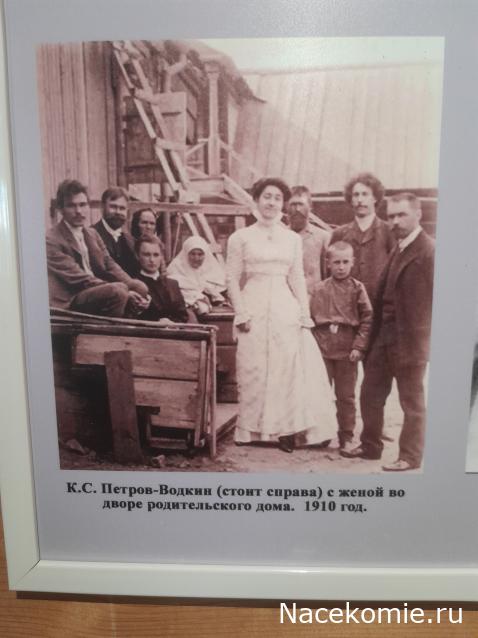 К.С. Петров-Водкин (стоит справа) с женой во
дворе родительского дома. 1910 год.
Nacekomie.ru